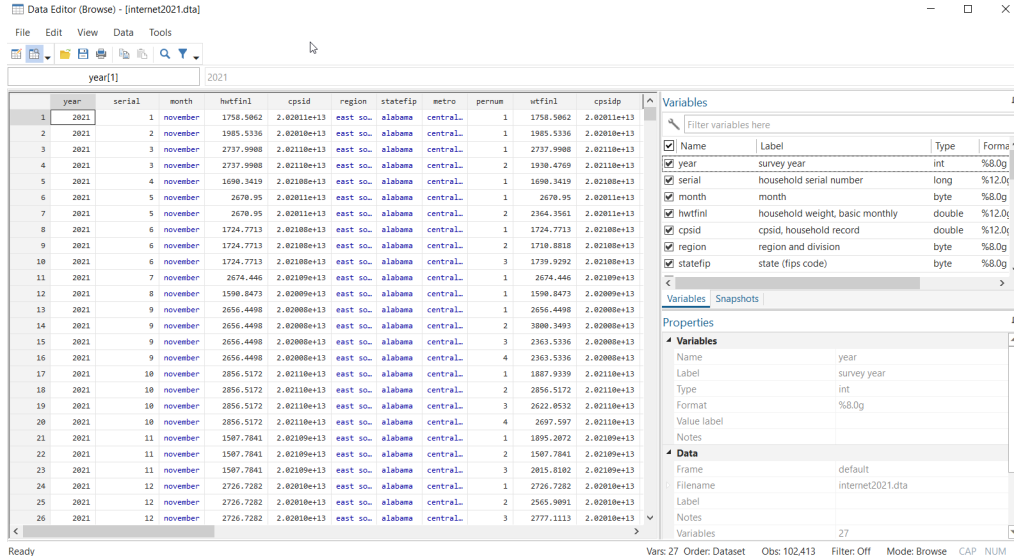 Data Editor (Browse) - [internet2021.dta]
File Edit View Data Tools
year[1] 2021
year serial month hwtfinl cpsid region statefip metro pernum wtfinl cpsidp
1 2021 1 november 1758.5062 2.02011e+13 east so… alabama central… 1 1758.5062 2.02011e+13
2 2021 2 november 1985.5336 2.02010e+13 east so… alabama central… 1 1985.5336 2.02010e+13
3 2021 3 november 2737.9908 2.02110e+13 east so… alabama central… 1 2737.9908 2.02110e+13
4 2021 3 november 2737.9908 2.02110e+13 east so… alabama central… 2 1930.4769 2.02110e+13
5 2021 4 november 1690.3419 2.02108e+13 east so… alabama central… 1 1690.3419 2.02108e+13
6 2021 5 november 2670.95 2.02011e+13 east so… alabama central… 1 2670.95 2.02011e+13
7 2021 5 november 2670.95 2.02011e+13 east so… alabama central… 2 2364.3561 2.02011e+13
8 2021 6 november 1724.7713 2.02108e+13 east so… alabama central… 1 1724.7713 2.02108e+13
9 2021 6 november 1724.7713 2.02108e+13 east so… alabama central… 2 1710.8818 2.02108e+13
10 2021 6 november 1724.7713 2.02108e+13 east so… alabama central… 3 1739.9292 2.02108e+13
11 2021 7 november 2674.446 2.02109e+13 east so… alabama central… 1 2674.446 2.02109e+13
12 2021 8 november 1590.8473 2.02009e+13 east so… alabama central… 1 1590.8473 2.02009e+13
13 2021 9 november 2656.4498 2.02008e+13 east so… alabama central… 1 2656.4498 2.02008e+13
14 2021 9 november 2656.4498 2.02008e+13 east so… alabama central… 2 3800.3493 2.02008e+13
15 2021 9 november 2656.4498 2.02008e+13 east so… alabama central… 3 2363.5336 2.02008e+13
16 2021 9 november 2656.4498 2.02008e+13 east so… alabama central… 4 2363.5336 2.02008e+13
17 2021 10 november 2856.5172 2.02110e+13 east so… alabama central… 1 1887.9339 2.02110e+13
18 2021 10 november 2856.5172 2.02110e+13 east so… alabama central… 2 2856.5172 2.02110e+13
19 2021 10 november 2856.5172 2.02110e+13 east so… alabama central… 3 2622.0532 2.02110e+13
20 2021 10 november 2856.5172 2.02110e+13 east so… alabama central… 4 2697.597 2.02110e+13
21 2021 11 november 1507.7841 2.02109e+13 east so… alabama central… 1 1895.2072 2.02109e+13
22 2021 11 november 1507.7841 2.02109e+13 east so… alabama central… 2 1507.7841 2.02109e+13
23 2021 11 november 1507.7841 2.02109e+13 east so… alabama central… 3 2015.8102 2.02109e+13
24 2021 12 november 2726.7282 2.02010e+13 east so… alabama central… 1 2726.7282 2.02010e+13
25 2021 12 november 2726.7282 2.02010e+13 east so… alabama central… 2 2565.9091 2.02010e+13
26 2021 12 november 2726.7282 2.02010e+13 east so… alabama central… 3 2777.1113 2.02010e+13
Variables
Filter variables here
Name Label Type Forma
year survey year int %8.0g
serial household serial number long %12.0g
month month byte %8.0g
hwtfinl household weight, basic monthly double %12.0g
cpsid cpsid, household record double %12.0g
region region and division byte %8.0g
statefip state (fips code) byte %8.0g
Variables Snapshots
Properties
Variables
Name year
Label survey year
Type int
Format %8.0g
Value label
Notes
Data
Frame default
Filename internet2021.dta
Label
Notes
Variables 27
Ready Vars: 27 Order: Dataset Obs: 102,413 Filter: Off Mode: Browse CAP NUM